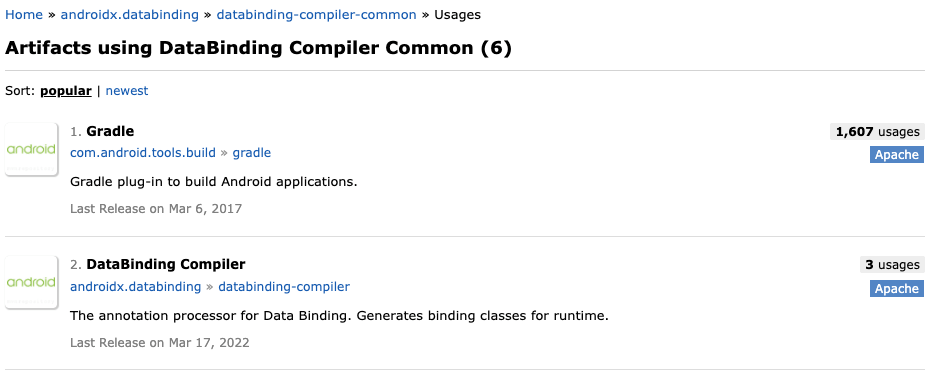 Home » androidx.databinding » databinding-compiler-common » Usages
Artifacts using DataBinding Compiler Common (6)
Sort: popular | newest
android
1. Gradle
1,607 usages
com.android.tools.build » gradle
Apache
Gradle plug-in to build Android applications.
Last Release on Mar 6, 2017
android
2. DataBinding Compiler
3 usages
androidx.databinding » databinding-compiler
Apache
The annotation processor for Data Binding. Generates binding classes for runtime.
Last Release on Mar 17, 2022